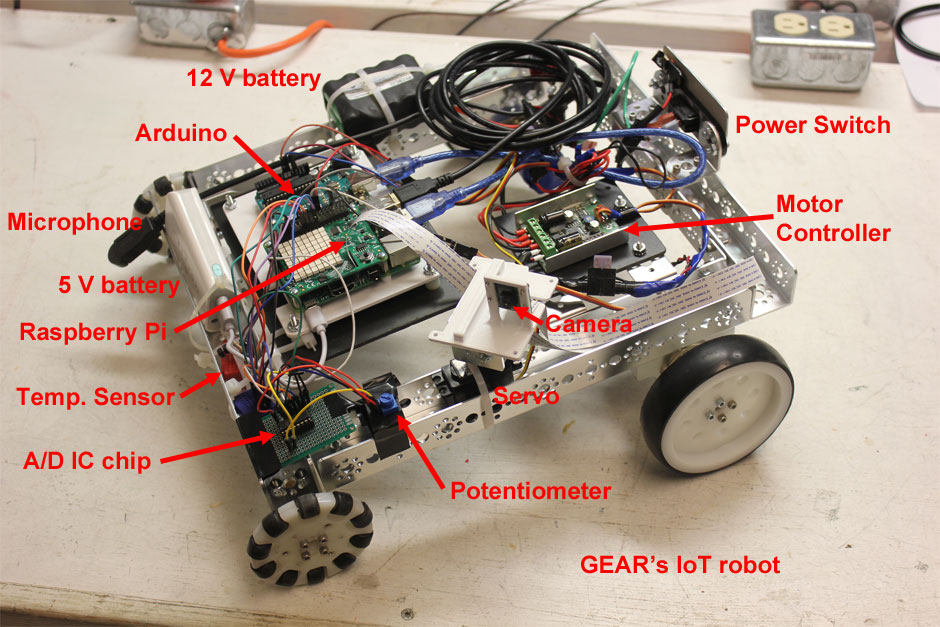 12 V battery
Arduino
Power Switch
Microphone
Motor
Controller
5 V battery
Raspberry Pi
Camera
Temp. Sensor
Servo
A/D IC chip
Potentiometer
GEAR's IoT robot